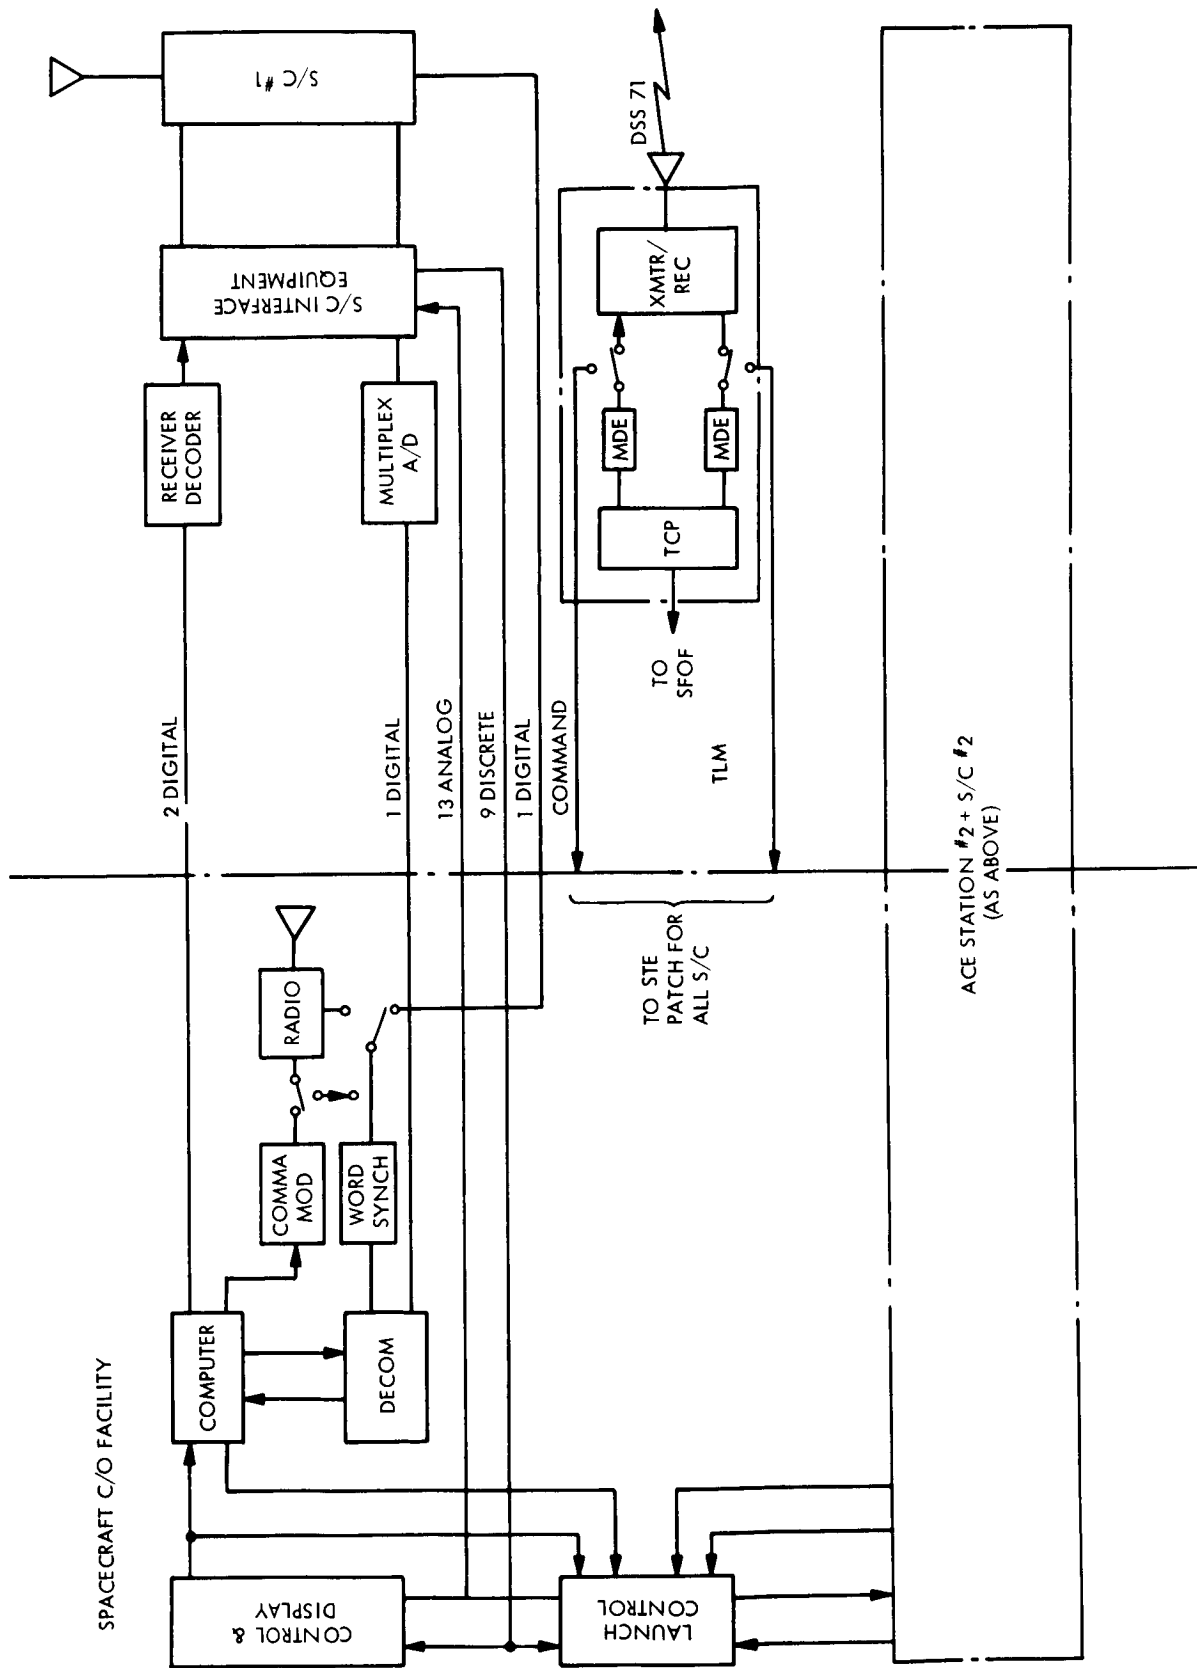 SPACECRAFT C/O FACILITY
CONTROL &
DISPLAY
COMPUTER
COMMA
MOD
RADIO
DECOM
WORD
SYNCH
2 DIGITAL
RECEIVER
DECODER
S/C INTERFACE
EQUIPMENT
S/C #1
1 DIGITAL
MULTIPLEX
A/D
13 ANALOG
9 DISCRETE
1 DIGITAL
LAUNCH
CONTROL
TO STE
PATCH FOR
ALL S/C
COMMAND
TO
SFOF
TLM
TCP
MDE
MDE
XMTR/
REC
DSS 71
ACE STATION #2 + S/C #2
(AS ABOVE)